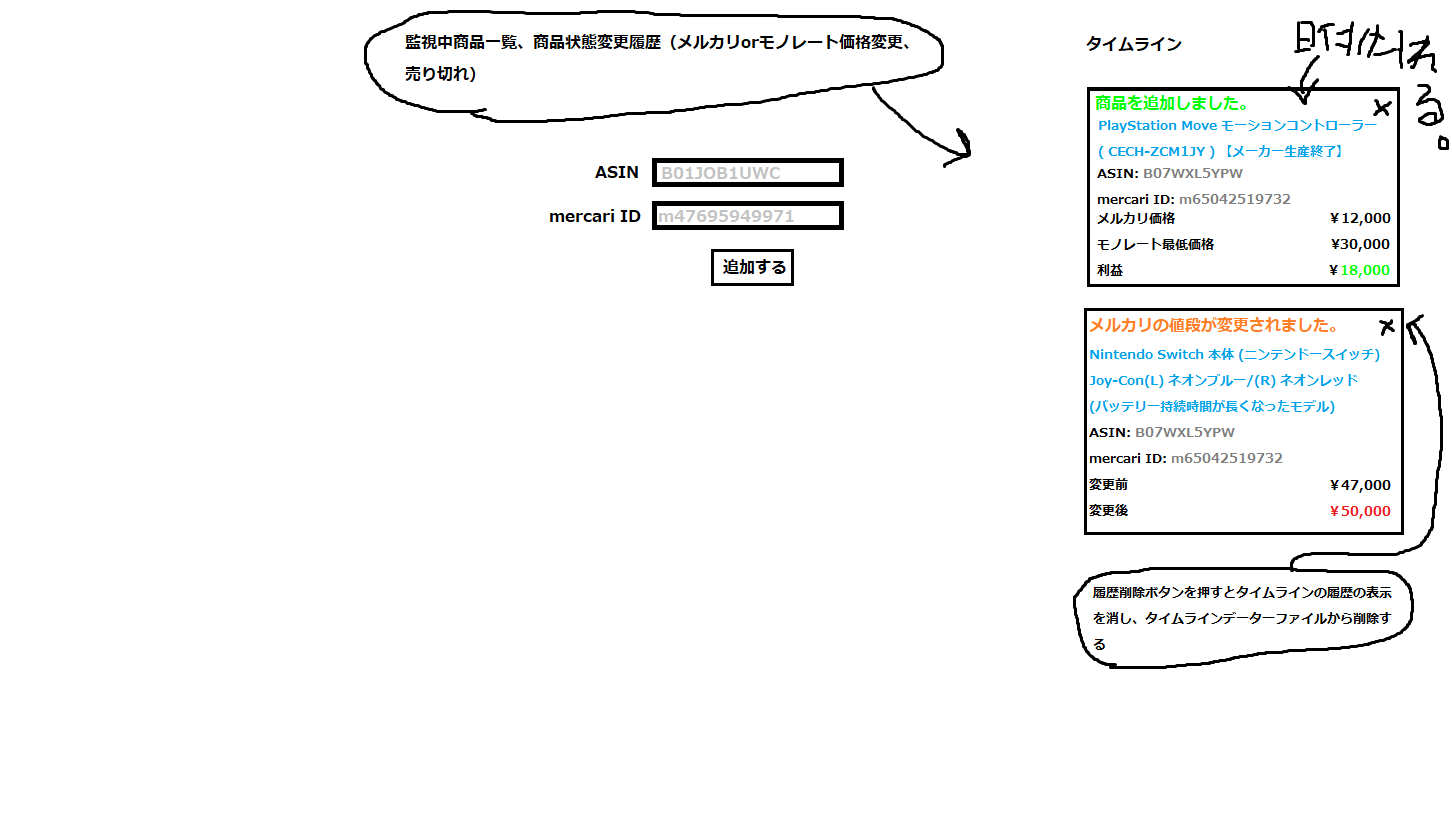 監視中商品一覧、商品状態変更履歴（メルカリorモノレート価格変更、
売り切れ）
ASIN B01JOB1UWC
mercari ID m47695949971
追加する
タイムライン
日付けいれ
る。
商品を追加しました。 ×
PlayStation Move モーションコントローラー
( CECH-ZCM1JY ) 【メーカー生産終了】
ASIN: B07WXL5YPW
mercari ID: m65042519732
メルカリ価格 ¥12,000
モノレート最低価格 ¥30,000
利益 ¥18,000
メルカリの値段が変更されました。 ×
Nintendo Switch 本体 (ニンテンドースイッチ)
Joy-Con(L) ネオンブルー/(R) ネオンレッド
(バッテリー持続時間が長くなったモデル)
ASIN: B07WXL5YPW
mercari ID: m65042519732
変更前 ¥47,000
変更後 ¥50,000
履歴削除ボタンを押すとタイムラインの履歴の表示
を消し、タイムラインデーターファイルから削除す
る